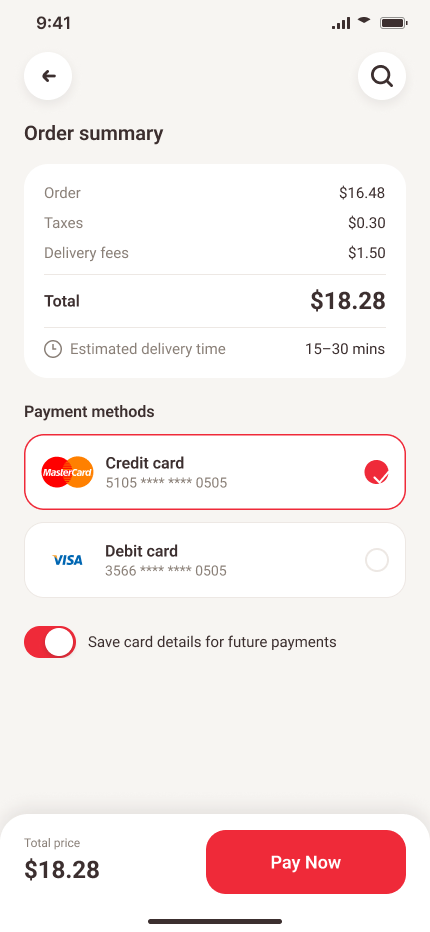 9:41
Order summary
Order $16.48
Taxes $0.30
Delivery fees $1.50
Total $18.28
Estimated delivery time 15–30 mins
Payment methods
MasterCard
Credit card
5105 **** **** 0505
VISA
Debit card
3566 **** **** 0505
Save card details for future payments
Total price
$18.28
Pay Now